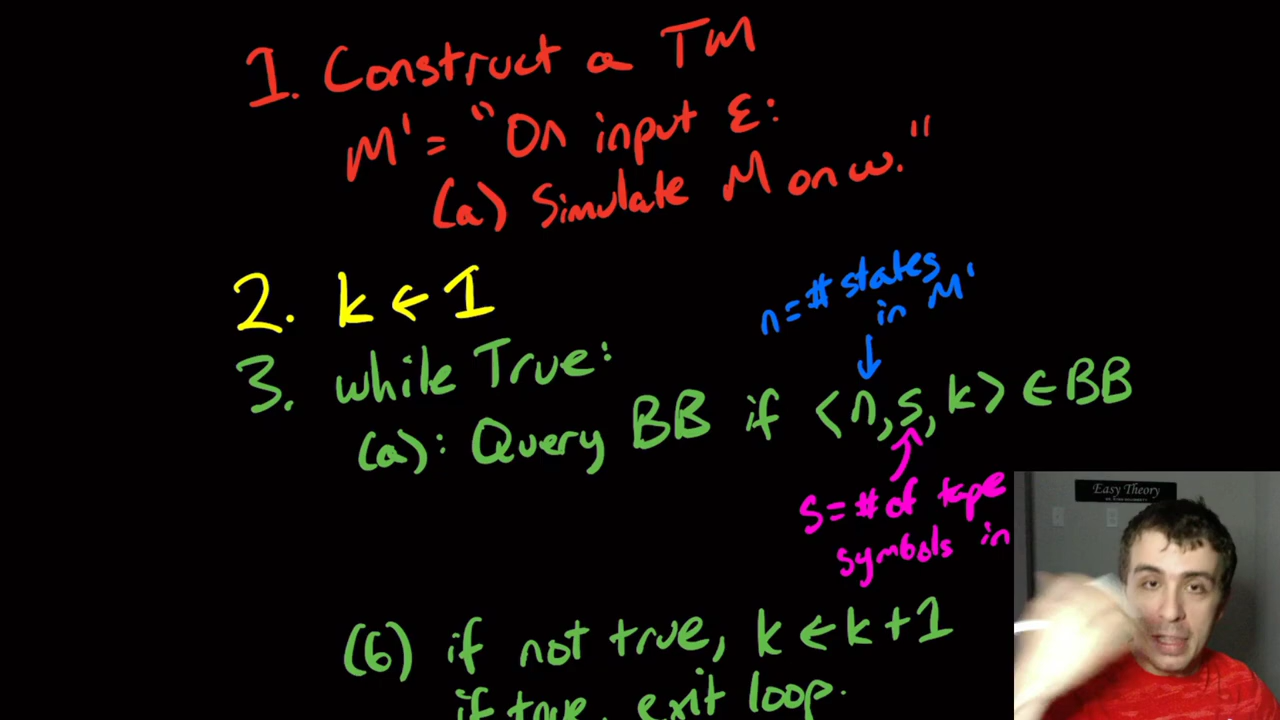 1. Construct a TM
M' = "On input ε:
(a) Simulate M on w."
2. k ← 1
n = # states
in M'
3. while True:
(a): Query BB if <n, s, k> ∈ BB
s = # of tape
symbols in
Easy Theory
(b) if not true, k ← k + 1
if true, exit loop.